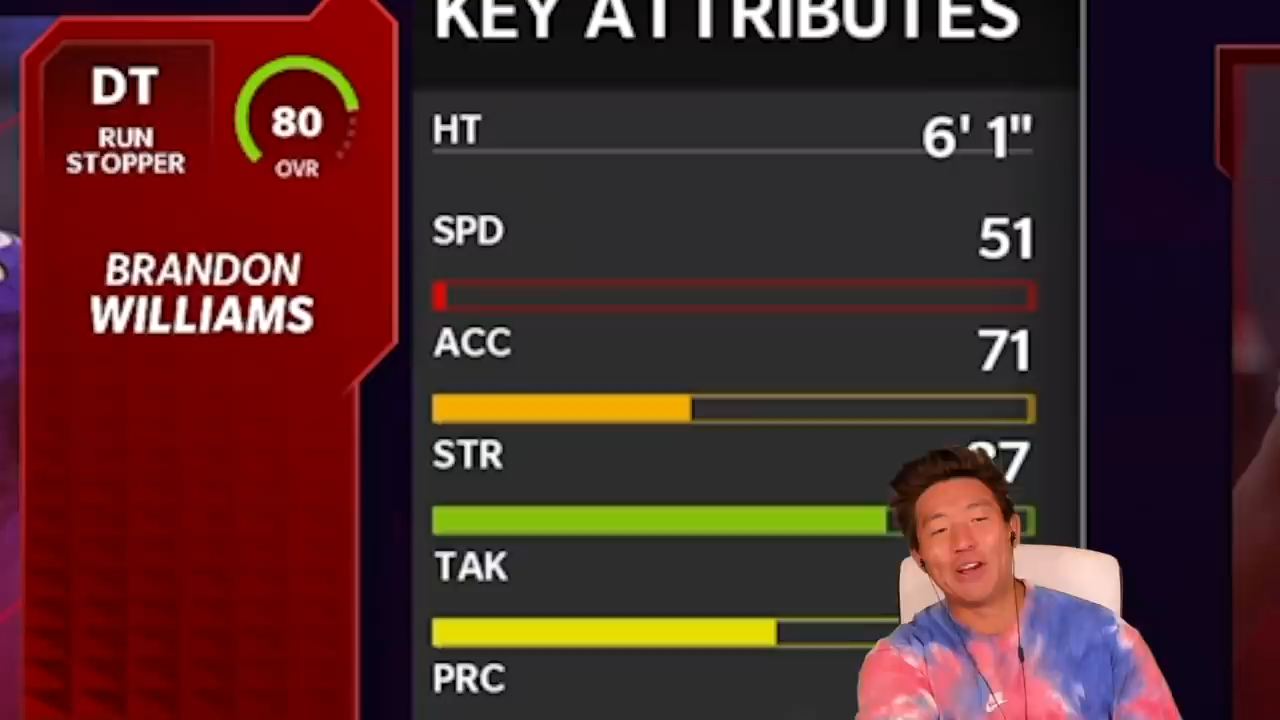 DT
RUN
STOPPER
80
OVR
BRANDON
WILLIAMS
KEY ATTRIBUTES
HT 6' 1"
SPD 51
ACC 71
STR 87
TAK
PRC